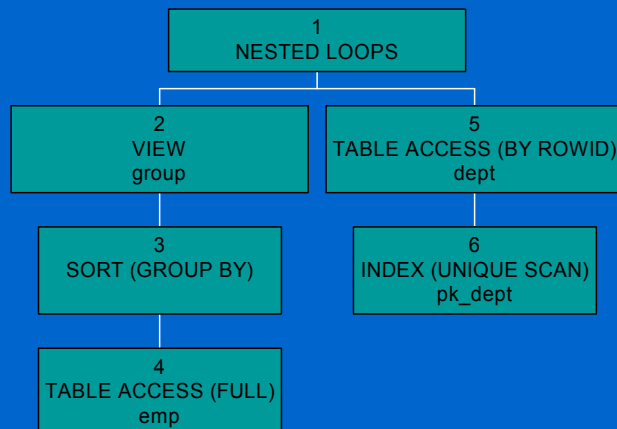 1
NESTED LOOPS
2
VIEW
group
5
TABLE ACCESS (BY ROWID)
dept
3
SORT (GROUP BY)
6
INDEX (UNIQUE SCAN)
pk_dept
4
TABLE ACCESS (FULL)
emp